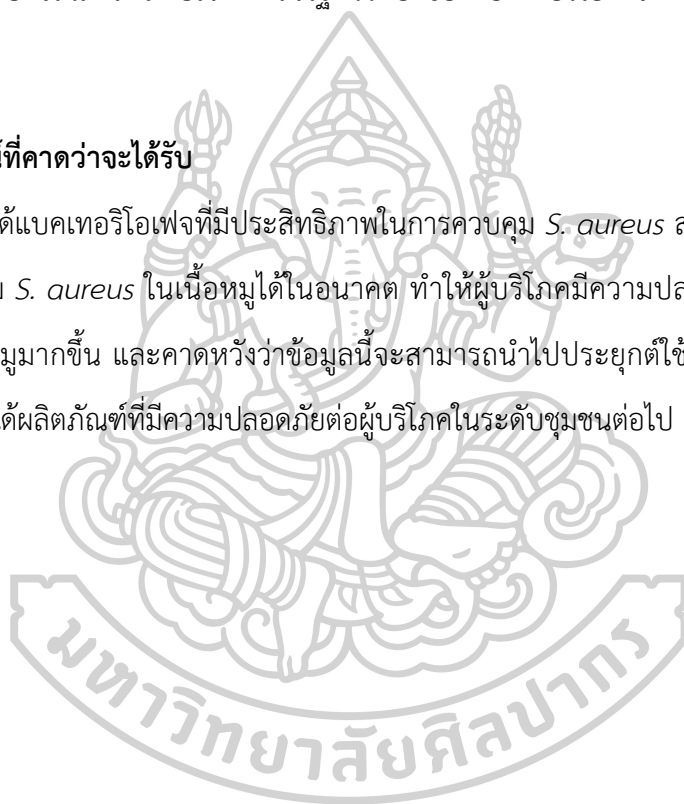 ที่คาดว่าจะได้รับ
ได้แบคเทอริโอเฟจที่มีประสิทธิภาพในการควบคุม S. aureus
S. aureus ในเนื้อหมูได้ในอนาคต ทำให้ผู้บริโภคมีความปล
มูมากขึ้น และคาดหวังว่าข้อมูลนี้จะสามารถนำไปประยุกต์ใช้
ได้ผลิตภัณฑ์ที่มีความปลอดภัยต่อผู้บริโภคในระดับชุมชนต่อไป
มหาวิทยาลัยศิลปากร